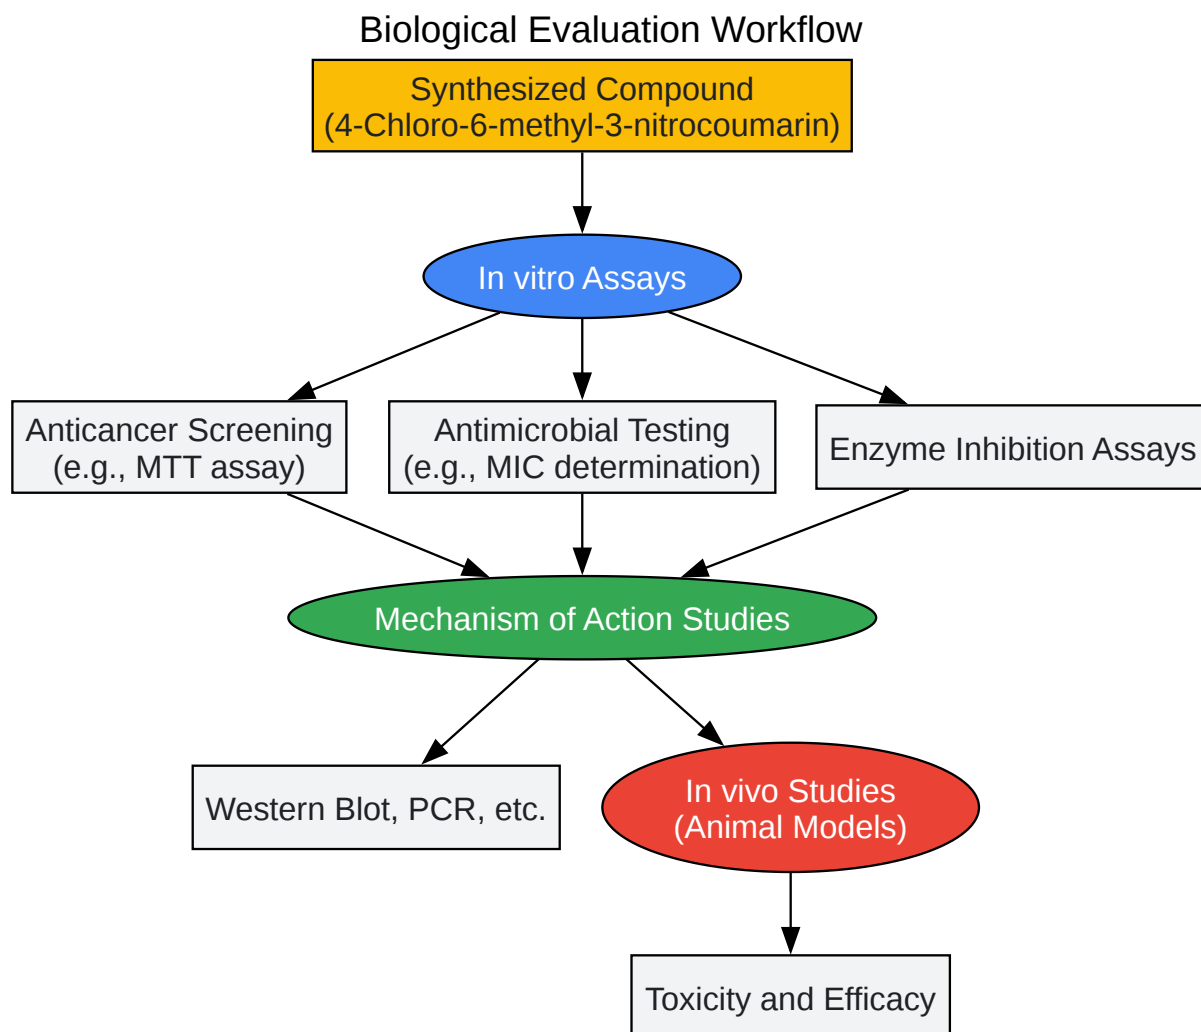 Biological Evaluation Workflow
Synthesized Compound
(4-Chloro-6-methyl-3-nitrocoumarin)
In vitro Assays
Anticancer Screening
(e.g., MTT assay)
Antimicrobial Testing
(e.g., MIC determination)
Enzyme Inhibition Assays
Mechanism of Action Studies
Western Blot, PCR, etc.
In vivo Studies
(Animal Models)
Toxicity and Efficacy